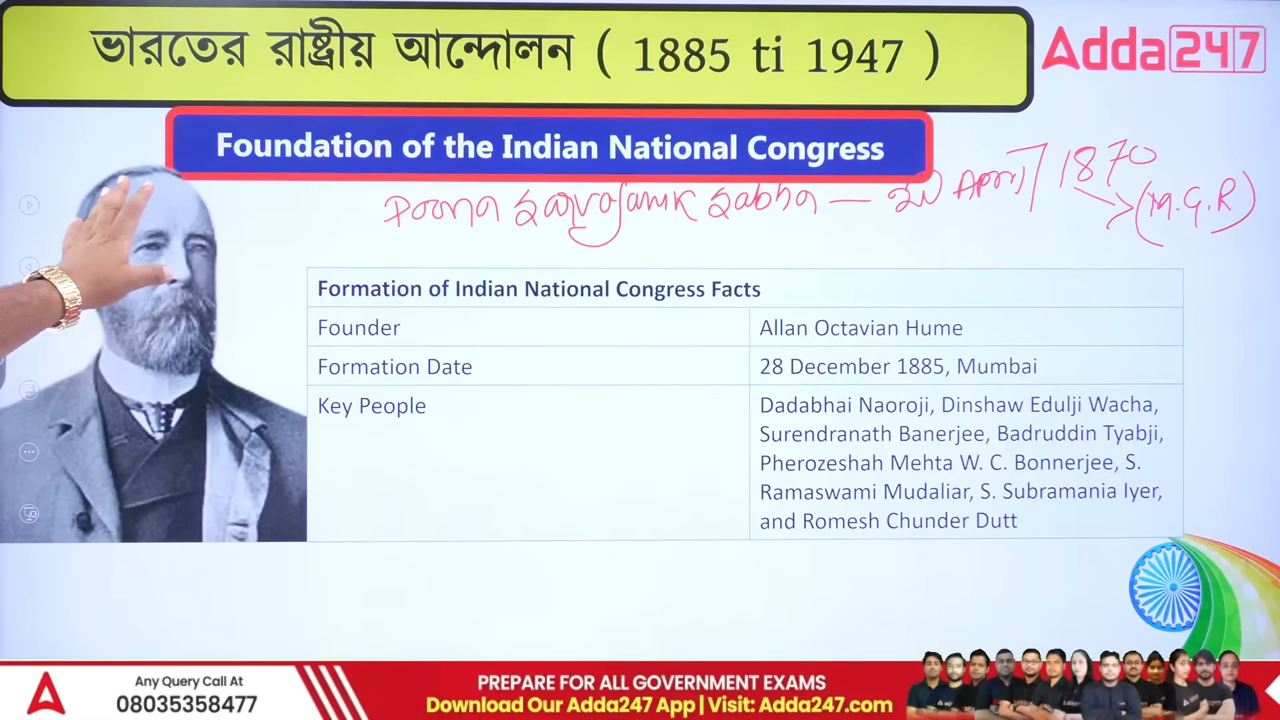 ভারতের রাষ্ট্রীয় আন্দোলন ( 1885 ti 1947 )
Adda247
Foundation of the Indian National Congress
Poona Sarvajanik Sabha — April 1870
(M.G.R)
Formation of Indian National Congress Facts
Founder
Allan Octavian Hume
Formation Date
28 December 1885, Mumbai
Key People
Dadabhai Naoroji, Dinshaw Edulji Wacha,
Surendranath Banerjee, Badruddin Tyabji,
Pherozeshah Mehta W. C. Bonnerjee, S.
Ramaswami Mudaliar, S. Subramania Iyer,
and Romesh Chunder Dutt
Any Query Call At
08035358477
PREPARE FOR ALL GOVERNMENT EXAMS
Download Our Adda247 App | Visit: Adda247.com